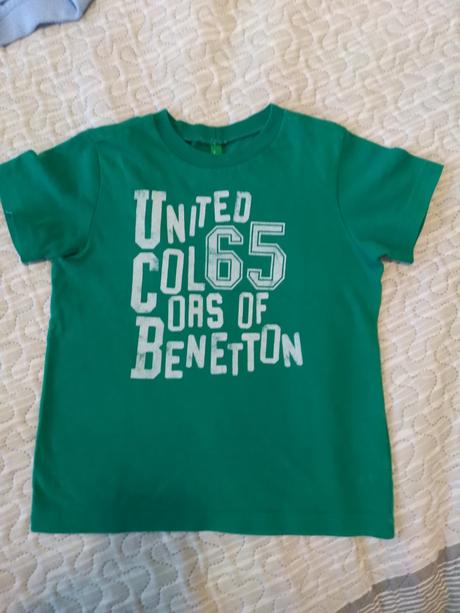 UNITED
COL65
ORS OF
BENETTON